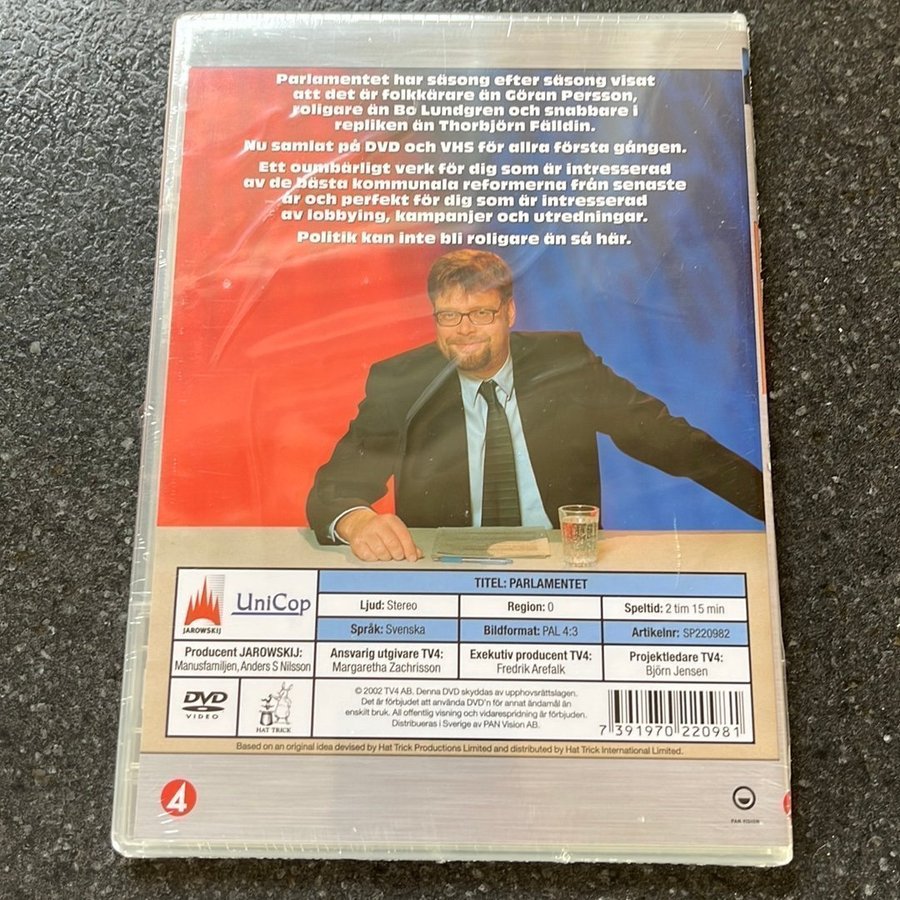 Parlamentet har säsong efter säsong visat
att det är folkkärare än Göran Persson,
roligare än Bo Lundgren och snabbare i
repliken än Thorbjörn Fälldin.
Nu samlat på DVD och VHS för allra första gången.
Ett oumbärligt verk för dig som är intresserad
av de bästa kommunala reformerna från senaste
år och perfekt för dig som är intresserad
av lobbying, kampanjer och utredningar.
Politik kan inte bli roligare än så här.
JAROWSKIJ
UniCop
TITEL: PARLAMENTET
Ljud: Stereo
Region: 0
Speltid: 2 tim 15 min
Språk: Svenska
Bildformat: PAL 4:3
Artikelnr: SP220982
Producent JAROWSKIJ:
Manusfamiljen, Anders S Nilsson
Ansvarig utgivare TV4:
Margaretha Zachrisson
Exekutiv producent TV4:
Fredrik Arefalk
Projektledare TV4:
Björn Jensen
DVD
VIDEO
HAT TRICK
© 2002 TV4 AB. Denna DVD skyddas av upphovsrättslagen.
Det är förbjudet att använda DVD'n för annat ändamål än
enskilt bruk. All offentlig visning och vidarespridning är förbjuden.
Distribueras i Sverige av PAN Vision AB.
7 391970 220981
Based on an original idea devised by Hat Trick Productions Limited and distributed by Hat Trick International Limited.
4
PAN VISION